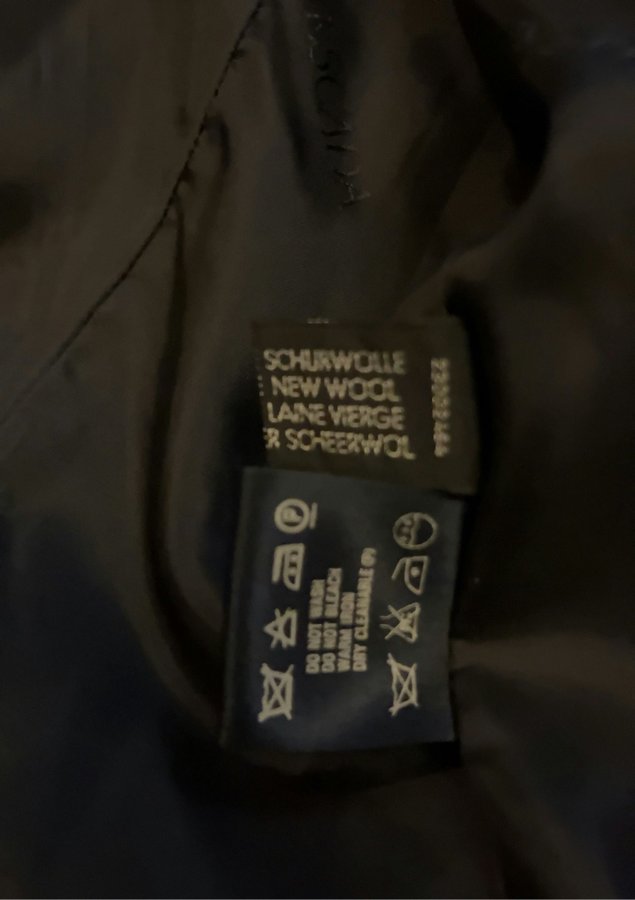 SCHURWOLLE
NEW WOOL
LAINE VIERGE
SCHEERWOL
DO NOT WASH
DO NOT BLEACH
WARM IRON
DRY CLEANABLE (P)